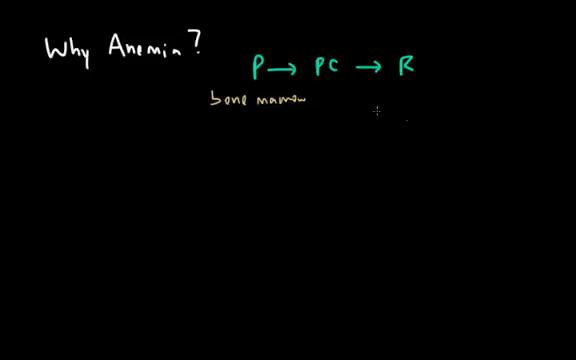 Why Anemia?
P → PC → R
bone marrow